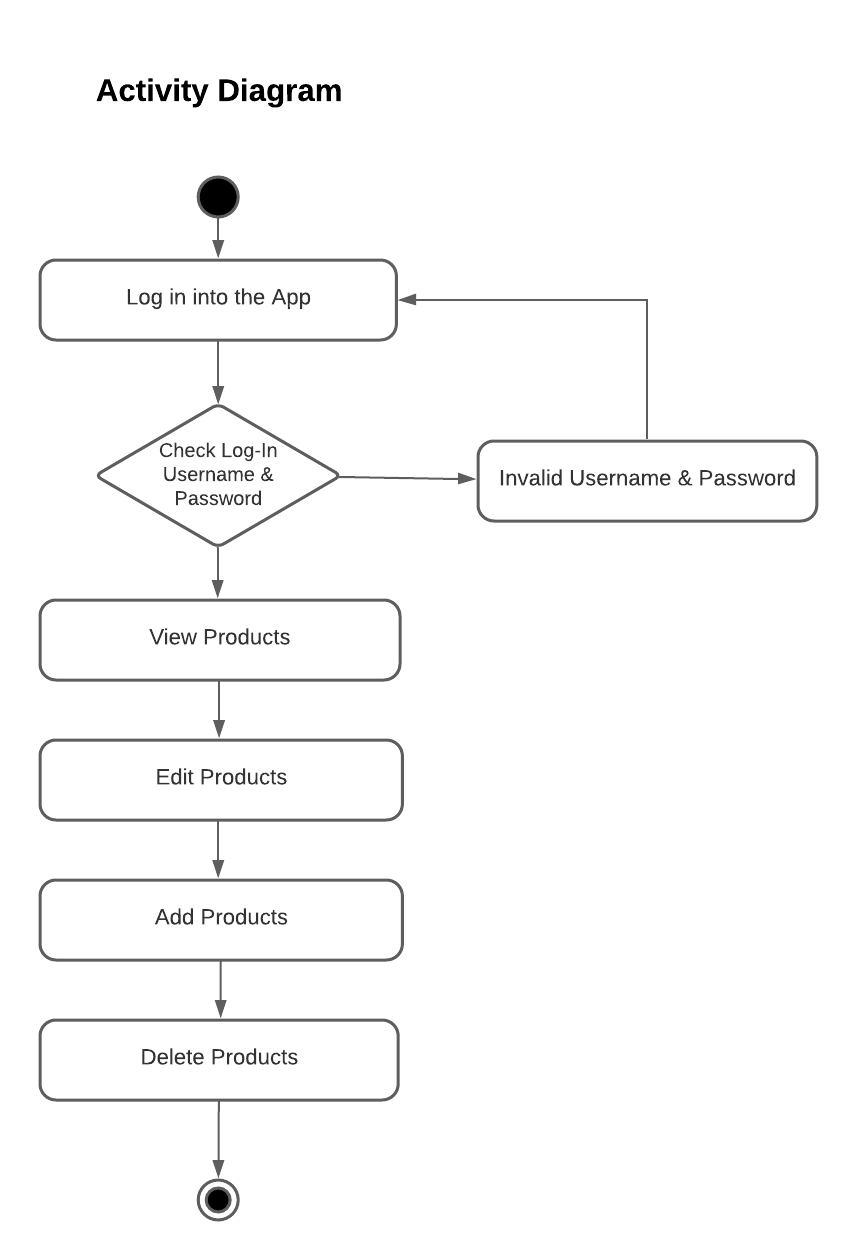 Activity Diagram
Log in into the App
Check Log-In
Username &
Password
Invalid Username & Password
View Products
Edit Products
Add Products
Delete Products